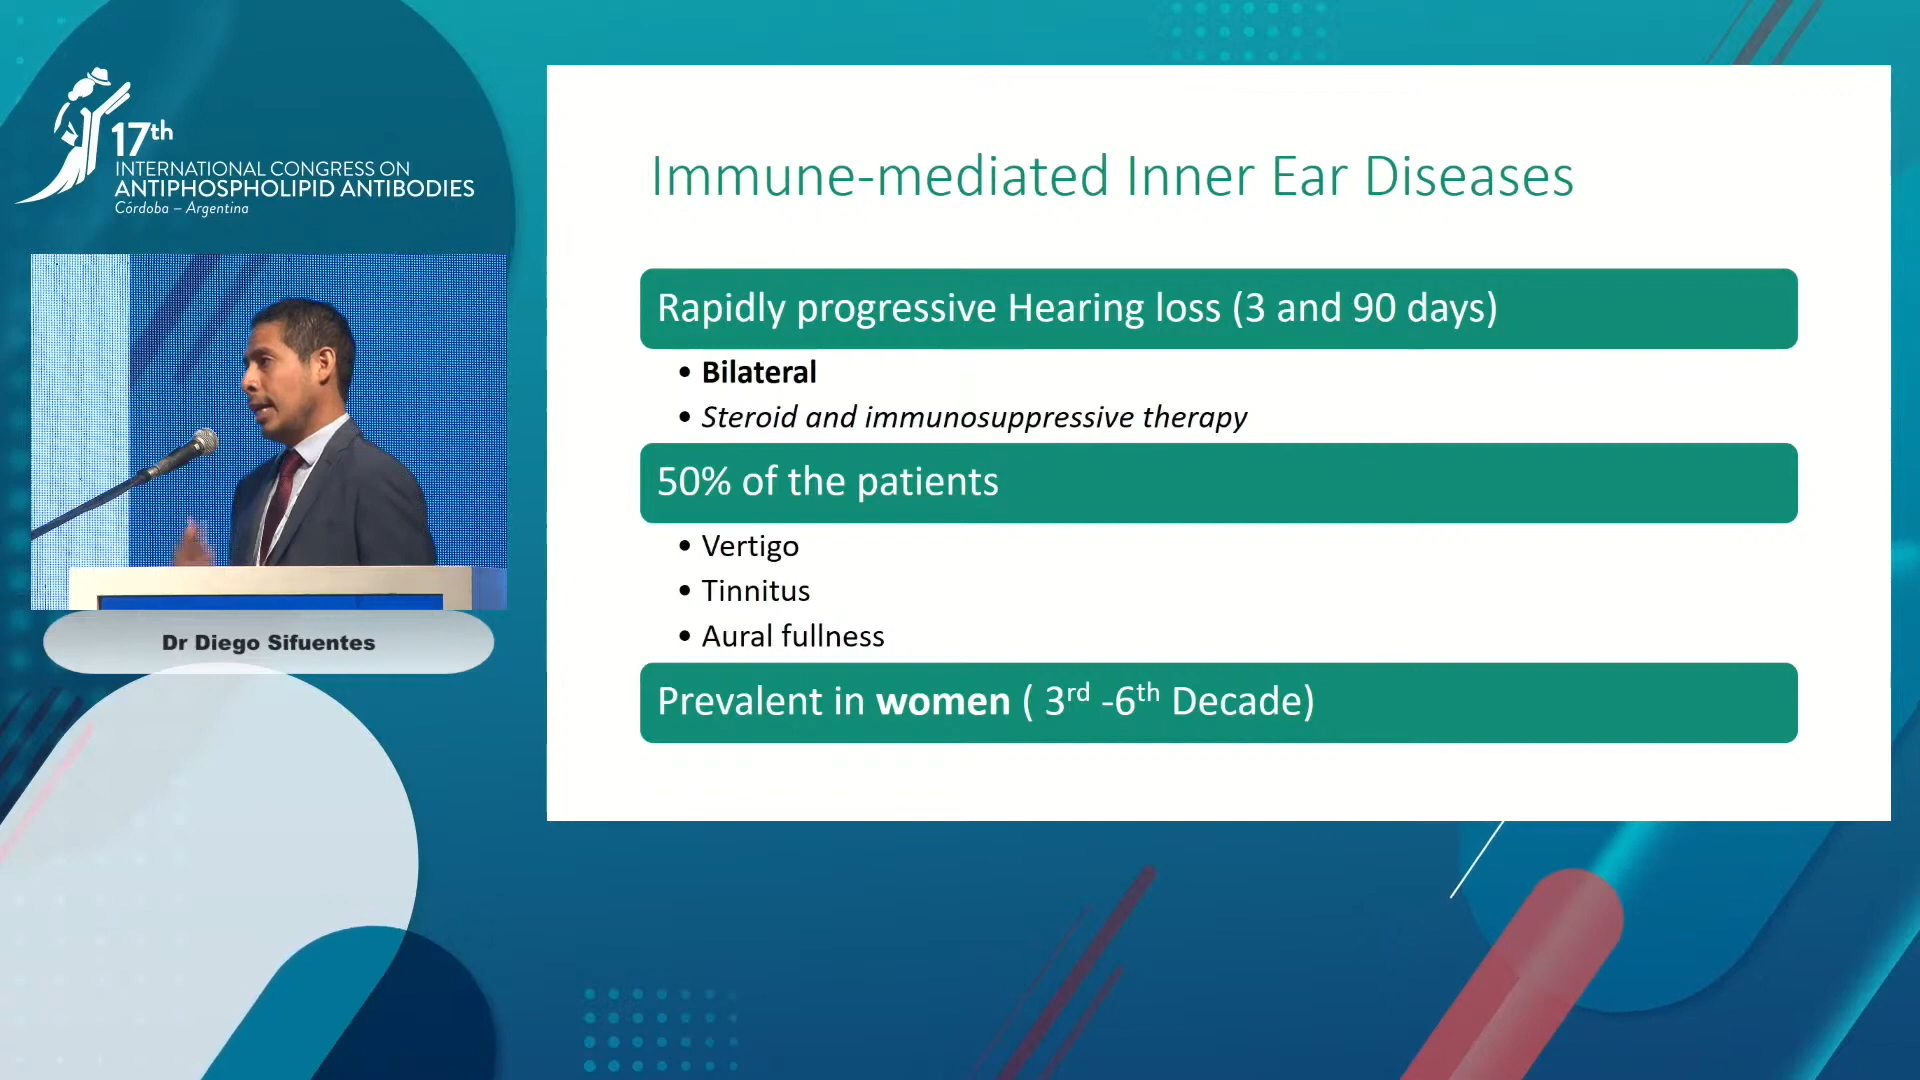 17th
INTERNATIONAL CONGRESS ON
ANTIPHOSPHOLIPID ANTIBODIES
Córdoba – Argentina
Dr Diego Sifuentes
Immune-mediated Inner Ear Diseases
Rapidly progressive Hearing loss (3 and 90 days)
• Bilateral
• Steroid and immunosuppressive therapy
50% of the patients
• Vertigo
• Tinnitus
• Aural fullness
Prevalent in women ( 3rd -6th Decade)